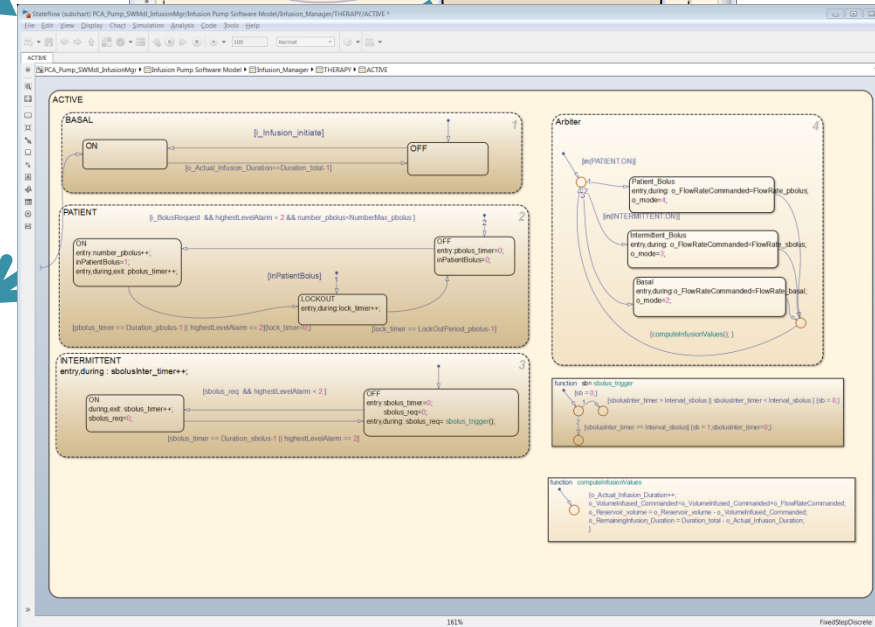 Stateflow (subchart) PCA_Pump_SWMdl_InfusionMgr/Infusion Pump Software Model/Infusion_Manager/THERAPY/ACTIVE *
File Edit View Display Chart Simulation Analysis Code Tools Help
188 Normal
ACTIVE
PCA_Pump_SWMdl_InfusionMgr Infusion Pump Software Model Infusion_Manager THERAPY ACTIVE
ACTIVE
BASAL
1
[i_Infusion_initiate]
ON
OFF
[o_Actual_Infusion_Duration==Duration_total-1]
PATIENT
2
[i_BolusRequest && highestLevelAlarm < 2 && number_pbolus<NumberMax_pbolus ]
2
ON
entry:number_pbolus++;
inPatientBolus=1;
entry,during,exit: pbolus_timer++;
OFF
entry:pbolus_timer=0;
inPatientBolus=0;
[inPatientBolus]
1
LOCKOUT
entry,during:lock_timer++;
[pbolus_timer == Duration_pbolus-1 || highestLevelAlarm == 2]{lock_timer=0;}
[lock_timer == LockOutPeriod_pbolus-1]
INTERMITTENT
3
entry,during : sbolusInter_timer++;
[sbolus_req && highestLevelAlarm < 2 ]
ON
during,exit: sbolus_timer++;
sbolus_req=0;
OFF
entry:sbolus_timer=0;
sbolus_req=0;
entry,during: sbolus_req= sbolus_trigger();
[sbolus_timer == Duration_sbolus-1 || highestLevelAlarm == 2]
Arbiter
4
[in(PATIENT.ON)]
1
Patient_Bolus
entry,during: o_FlowRateCommanded=FlowRate_pbolus;
o_mode=4;
[in(INTERMITTENT.ON)]
Intermittent_Bolus
entry,during: o_FlowRateCommanded=FlowRate_sbolus;
o_mode=3;
Basal
entry,during:o_FlowRateCommanded=FlowRate_basal;
o_mode=2;
{computeInfusionValues(); }
function sb= sbolus_trigger
{sb = 0;}
1
[sbolusInter_timer > Interval_sbolus || sbolusInter_timer < Interval_sbolus ] {sb = 0;}
2
[sbolusInter_timer == Interval_sbolus] {sb = 1;sbolusInter_timer=0;}
function computeInfusionValues
{o_Actual_Infusion_Duration++;
o_VolumeInfused_Commanded=o_VolumeInfused_Commanded+o_FlowRateCommanded;
o_Reservoir_volume = o_Reservoir_volume - o_VolumeInfused_Commanded;
o_RemainingInfusion_Duration = Duration_total - o_Actual_Infusion_Duration;
}
161%
FixedStepDiscrete